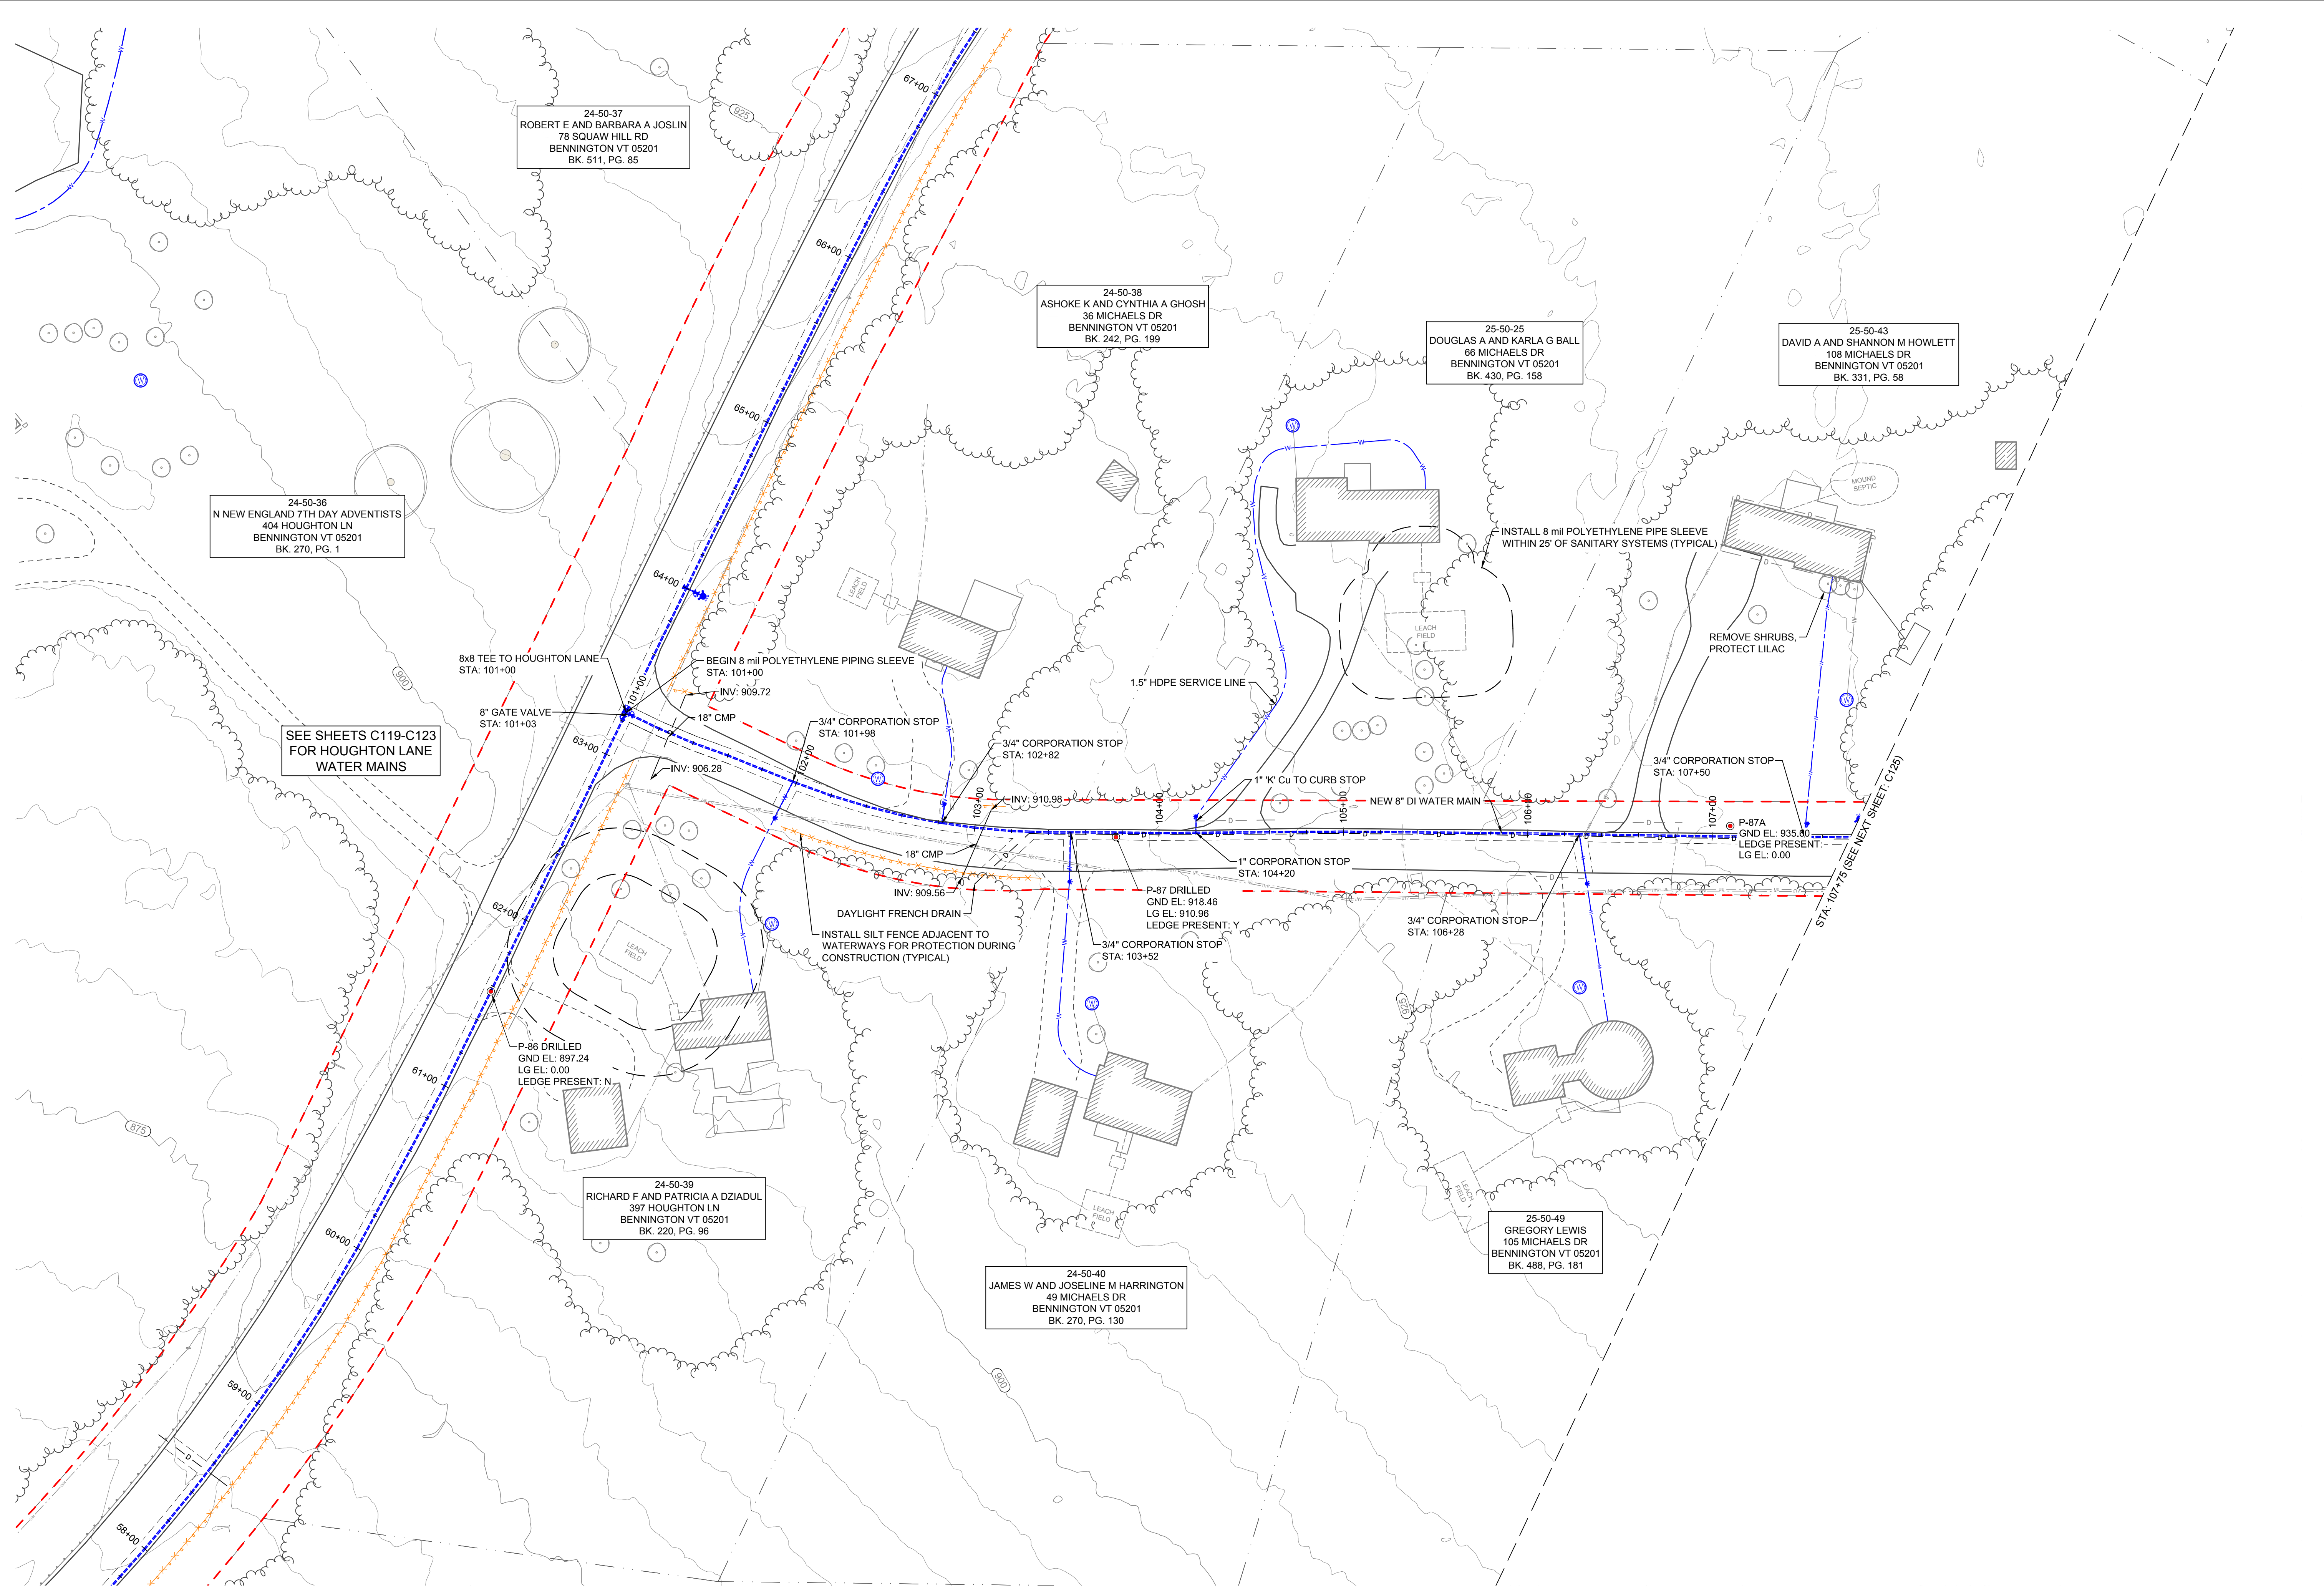 67+00
925
24-50-37
ROBERT E AND BARBARA A JOSLIN
78 SQUAW HILL RD
BENNINGTON VT 05201
BK. 511, PG. 85
66+00
24-50-38
ASHOKE K AND CYNTHIA A GHOSH
36 MICHAELS DR
BENNINGTON VT 05201
BK. 242, PG. 199
25-50-25
DOUGLAS A AND KARLA G BALL
66 MICHAELS DR
BENNINGTON VT 05201
BK. 430, PG. 158
25-50-43
DAVID A AND SHANNON M HOWLETT
108 MICHAELS DR
BENNINGTON VT 05201
BK. 331, PG. 58
65+00
24-50-36
N NEW ENGLAND 7TH DAY ADVENTISTS
404 HOUGHTON LN
BENNINGTON VT 05201
BK. 270, PG. 1
MOUND
SEPTIC
INSTALL 8 mil POLYETHYLENE PIPE SLEEVE
WITHIN 25' OF SANITARY SYSTEMS (TYPICAL)
64+00
LEACH
FIELD
LEACH
FIELD
REMOVE SHRUBS,
PROTECT LILAC
8x8 TEE TO HOUGHTON LANE
STA: 101+00
BEGIN 8 mil POLYETHYLENE PIPING SLEEVE
STA: 101+00
900
101+00
INV: 909.72
1.5" HDPE SERVICE LINE
8" GATE VALVE
STA: 101+03
18" CMP
3/4" CORPORATION STOP
STA: 101+98
SEE SHEETS C119-C123
FOR HOUGHTON LANE
WATER MAINS
63+00
102+00
3/4" CORPORATION STOP
STA: 102+82
3/4" CORPORATION STOP
STA: 107+50
INV: 906.28
1" 'K' Cu TO CURB STOP
103+00
INV: 910.98
104+00
105+00
NEW 8" DI WATER MAIN
106+00
107+00
P-87A
GND EL: 935.60
LEDGE PRESENT:
LG EL: 0.00
STA: 107+75 (SEE NEXT SHEET: C125)
18" CMP
1" CORPORATION STOP
STA: 104+20
INV: 909.56
P-87 DRILLED
GND EL: 918.46
LG EL: 910.96
LEDGE PRESENT: Y
62+00
DAYLIGHT FRENCH DRAIN
3/4" CORPORATION STOP
STA: 106+28
INSTALL SILT FENCE ADJACENT TO
WATERWAYS FOR PROTECTION DURING
CONSTRUCTION (TYPICAL)
3/4" CORPORATION STOP
STA: 103+52
LEACH
FIELD
925
P-86 DRILLED
GND EL: 897.24
LG EL: 0.00
LEDGE PRESENT: N
61+00
875
24-50-39
RICHARD F AND PATRICIA A DZIADUL
397 HOUGHTON LN
BENNINGTON VT 05201
BK. 220, PG. 96
LEACH
FIELD
LEACH
FIELD
60+00
25-50-49
GREGORY LEWIS
105 MICHAELS DR
BENNINGTON VT 05201
BK. 488, PG. 181
24-50-40
JAMES W AND JOSELINE M HARRINGTON
49 MICHAELS DR
BENNINGTON VT 05201
BK. 270, PG. 130
900
59+00
58+00